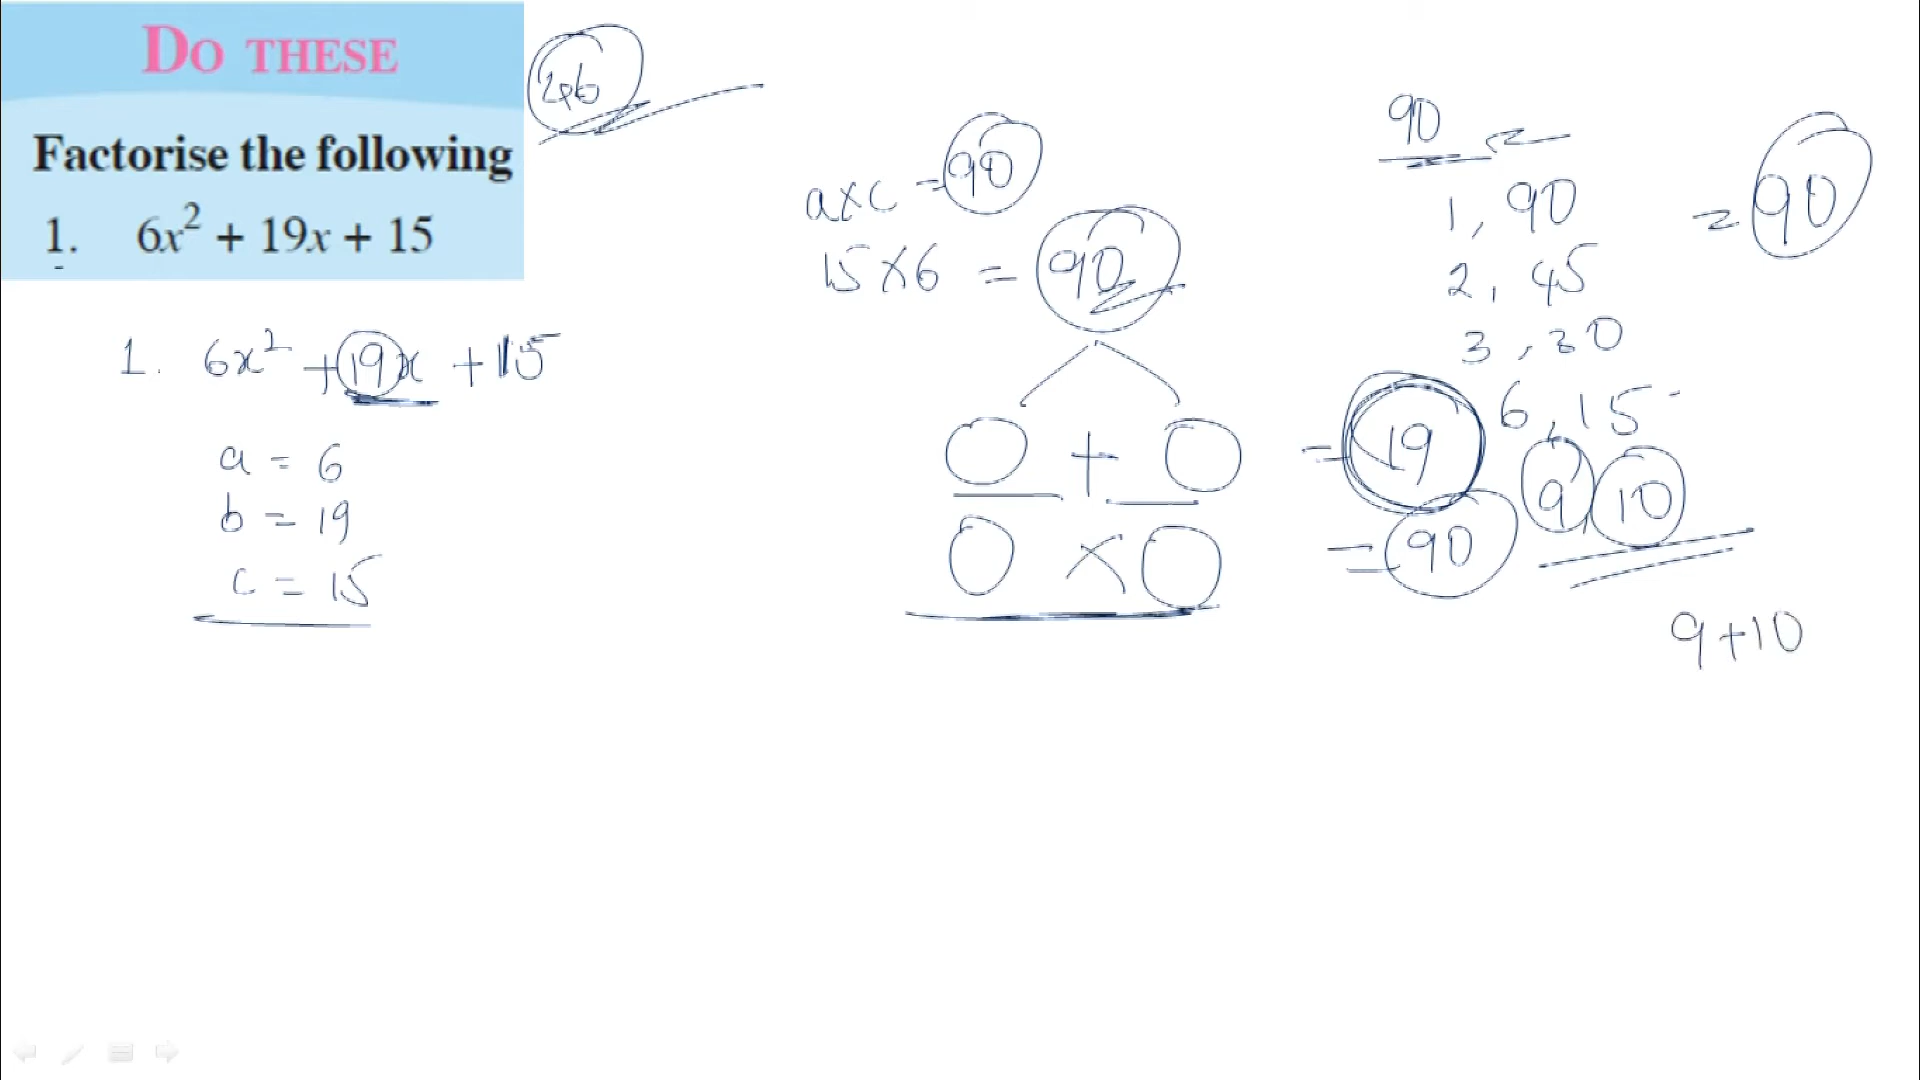 DO THESE
Factorise the following
1. 6x² + 19x + 15
1. 6x² + 19x + 15
a = 6
b = 19
c = 15
a × c = 90
15 × 6 = 90
+ = 19
× = 90
90
1, 90
2, 45
3, 30
6, 15
9, 10
= 90
9 + 10